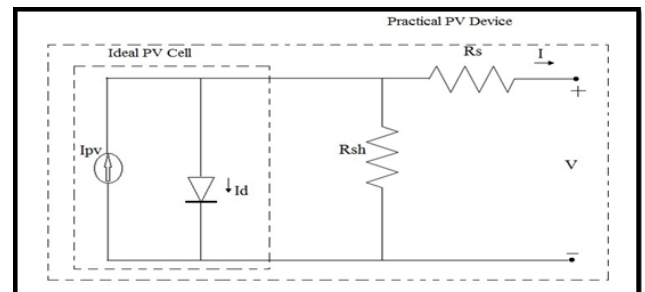 Practical PV Device
Ideal PV Cell
Rs
I
+
Ipv
Id
Rsh
V
-